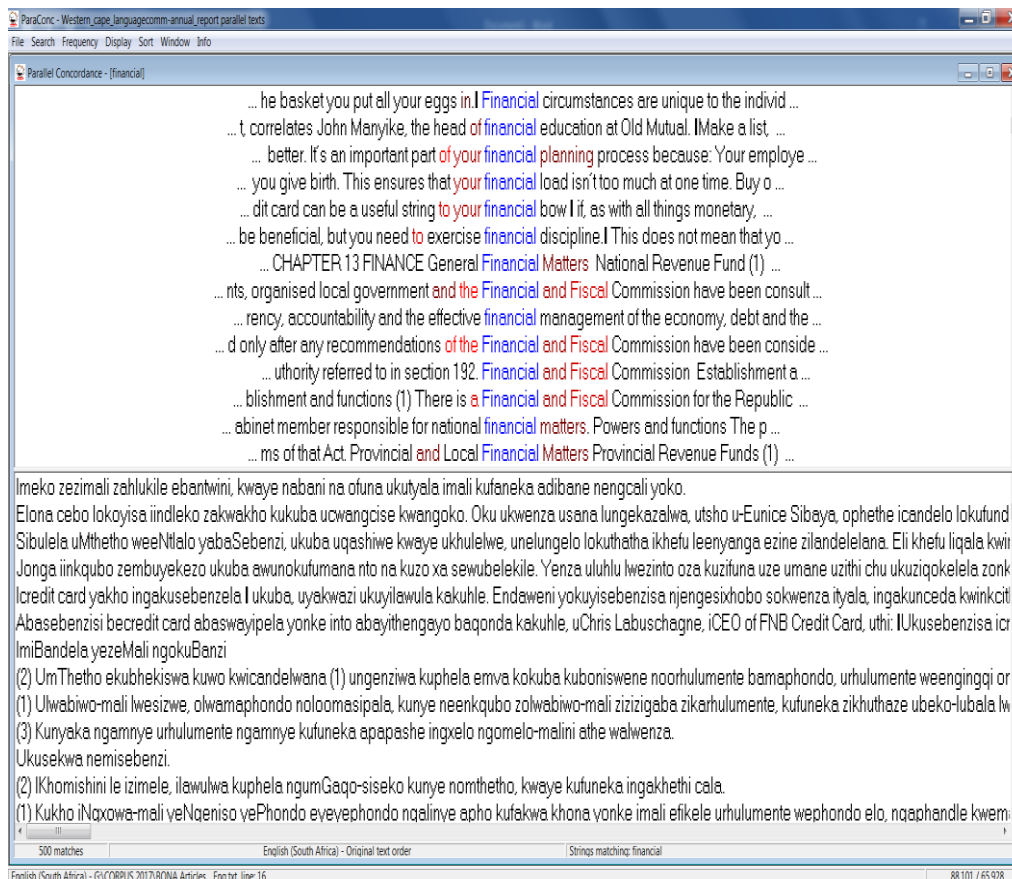 ParaConc - Western_cape_languagecomm-annual_report parallel texts
File Search Frequency Display Sort Window Info
Parallel Concordance - [financial]
... he basket you put all your eggs in.I Financial circumstances are unique to the individ ...
... t, correlates John Manyike, the head of financial education at Old Mutual. IMake a list, ...
... better. It's an important part of your financial planning process because: Your employe ...
... you give birth. This ensures that your financial load isn't too much at one time. Buy o ...
... dit card can be a useful string to your financial bow I if, as with all things monetary, ...
... be beneficial, but you need to exercise financial discipline.I This does not mean that yo ...
... CHAPTER 13 FINANCE General Financial Matters National Revenue Fund (1) ...
... nts, organised local government and the Financial and Fiscal Commission have been consult ...
... rency, accountability and the effective financial management of the economy, debt and the ...
... d only after any recommendations of the Financial and Fiscal Commission have been conside ...
... uthority referred to in section 192. Financial and Fiscal Commission Establishment a ...
... blishment and functions (1) There is a Financial and Fiscal Commission for the Republic ...
... abinet member responsible for national financial matters. Powers and functions The p ...
... ms of that Act. Provincial and Local Financial Matters Provincial Revenue Funds (1) ...
Imeko zezimali zahlukile ebantwini, kwaye nabani na ofuna ukutyala imali kufaneka adibane nengcali yoko.
Elona cebo lokoyisa iindleko zakwakho kukuba ucwangcise kwangoko. Oku ukwenza usana lungekazalwa, utsho u-Eunice Sibaya, ophethe icandelo lokufund
Sibulela uMthetho weeNtlalo yabaSebenzi, ukuba uqashiwe kwaye ukhulelwe, unelungelo lokuthatha ikhefu leenyanga ezine zilandelelana. Eli khefu liqala kwi
Jonga iinkqubo zembuyekezo ukuba awunokufumana nto na kuzo xa sewubelekile. Yenza uluhlu lwezinto oza kuzifuna uze umane uzithi chu ukuziqokelela zonk
Icredit card yakho ingakusebenzela I ukuba, uyakwazi ukuyilawula kakuhle. Endaweni yokuyisebenzisa njengesixhobo sokwenza ityala, ingakunceda kwinkcitl
Abasebenzisi becredit card abaswayipela yonke into abayithengayo baqonda kakuhle, uChris Labuschagne, iCEO of FNB Credit Card, uthi: IUkusebenzisa icr
ImiBandela yezeMali ngokuBanzi
(2) UmThetho ekubhekiswa kuwo kwicandelwana (1) ungenziwa kuphela emva kokuba kuboniswene noorhulumente bamaphondo, urhulumente weengingqi or
(1) Ulwabiwo-mali lwesizwe, olwamaphondo noloomasipala, kunye neenkqubo zolwabiwo-mali zizizigaba zikarhulumente, kufuneka zikhuthaze ubeko-lubala lw
(3) Kunyaka ngamnye urhulumente ngamnye kufuneka apapashe ingxelo ngomelo-malini athe walwenza.
Ukusekwa nemisebenzi.
(2) IKhomishini le izimele, ilawulwa kuphela ngumGaqo-siseko kunye nomthetho, kwaye kufuneka ingakhethi cala.
(1) Kukho iNgxowa-mali yeNgeniso yePhondo eyeyephondo ngalinye apho kufakwa khona yonke imali efikele urhulumente wephondo elo, ngaphandle kwem
500 matches English (South Africa) - Original text order Strings matching: financial
English (South Africa) - G:\CORPUS 2017\BONA Articles_Eng.txt, line: 16 88,101 / 65,928